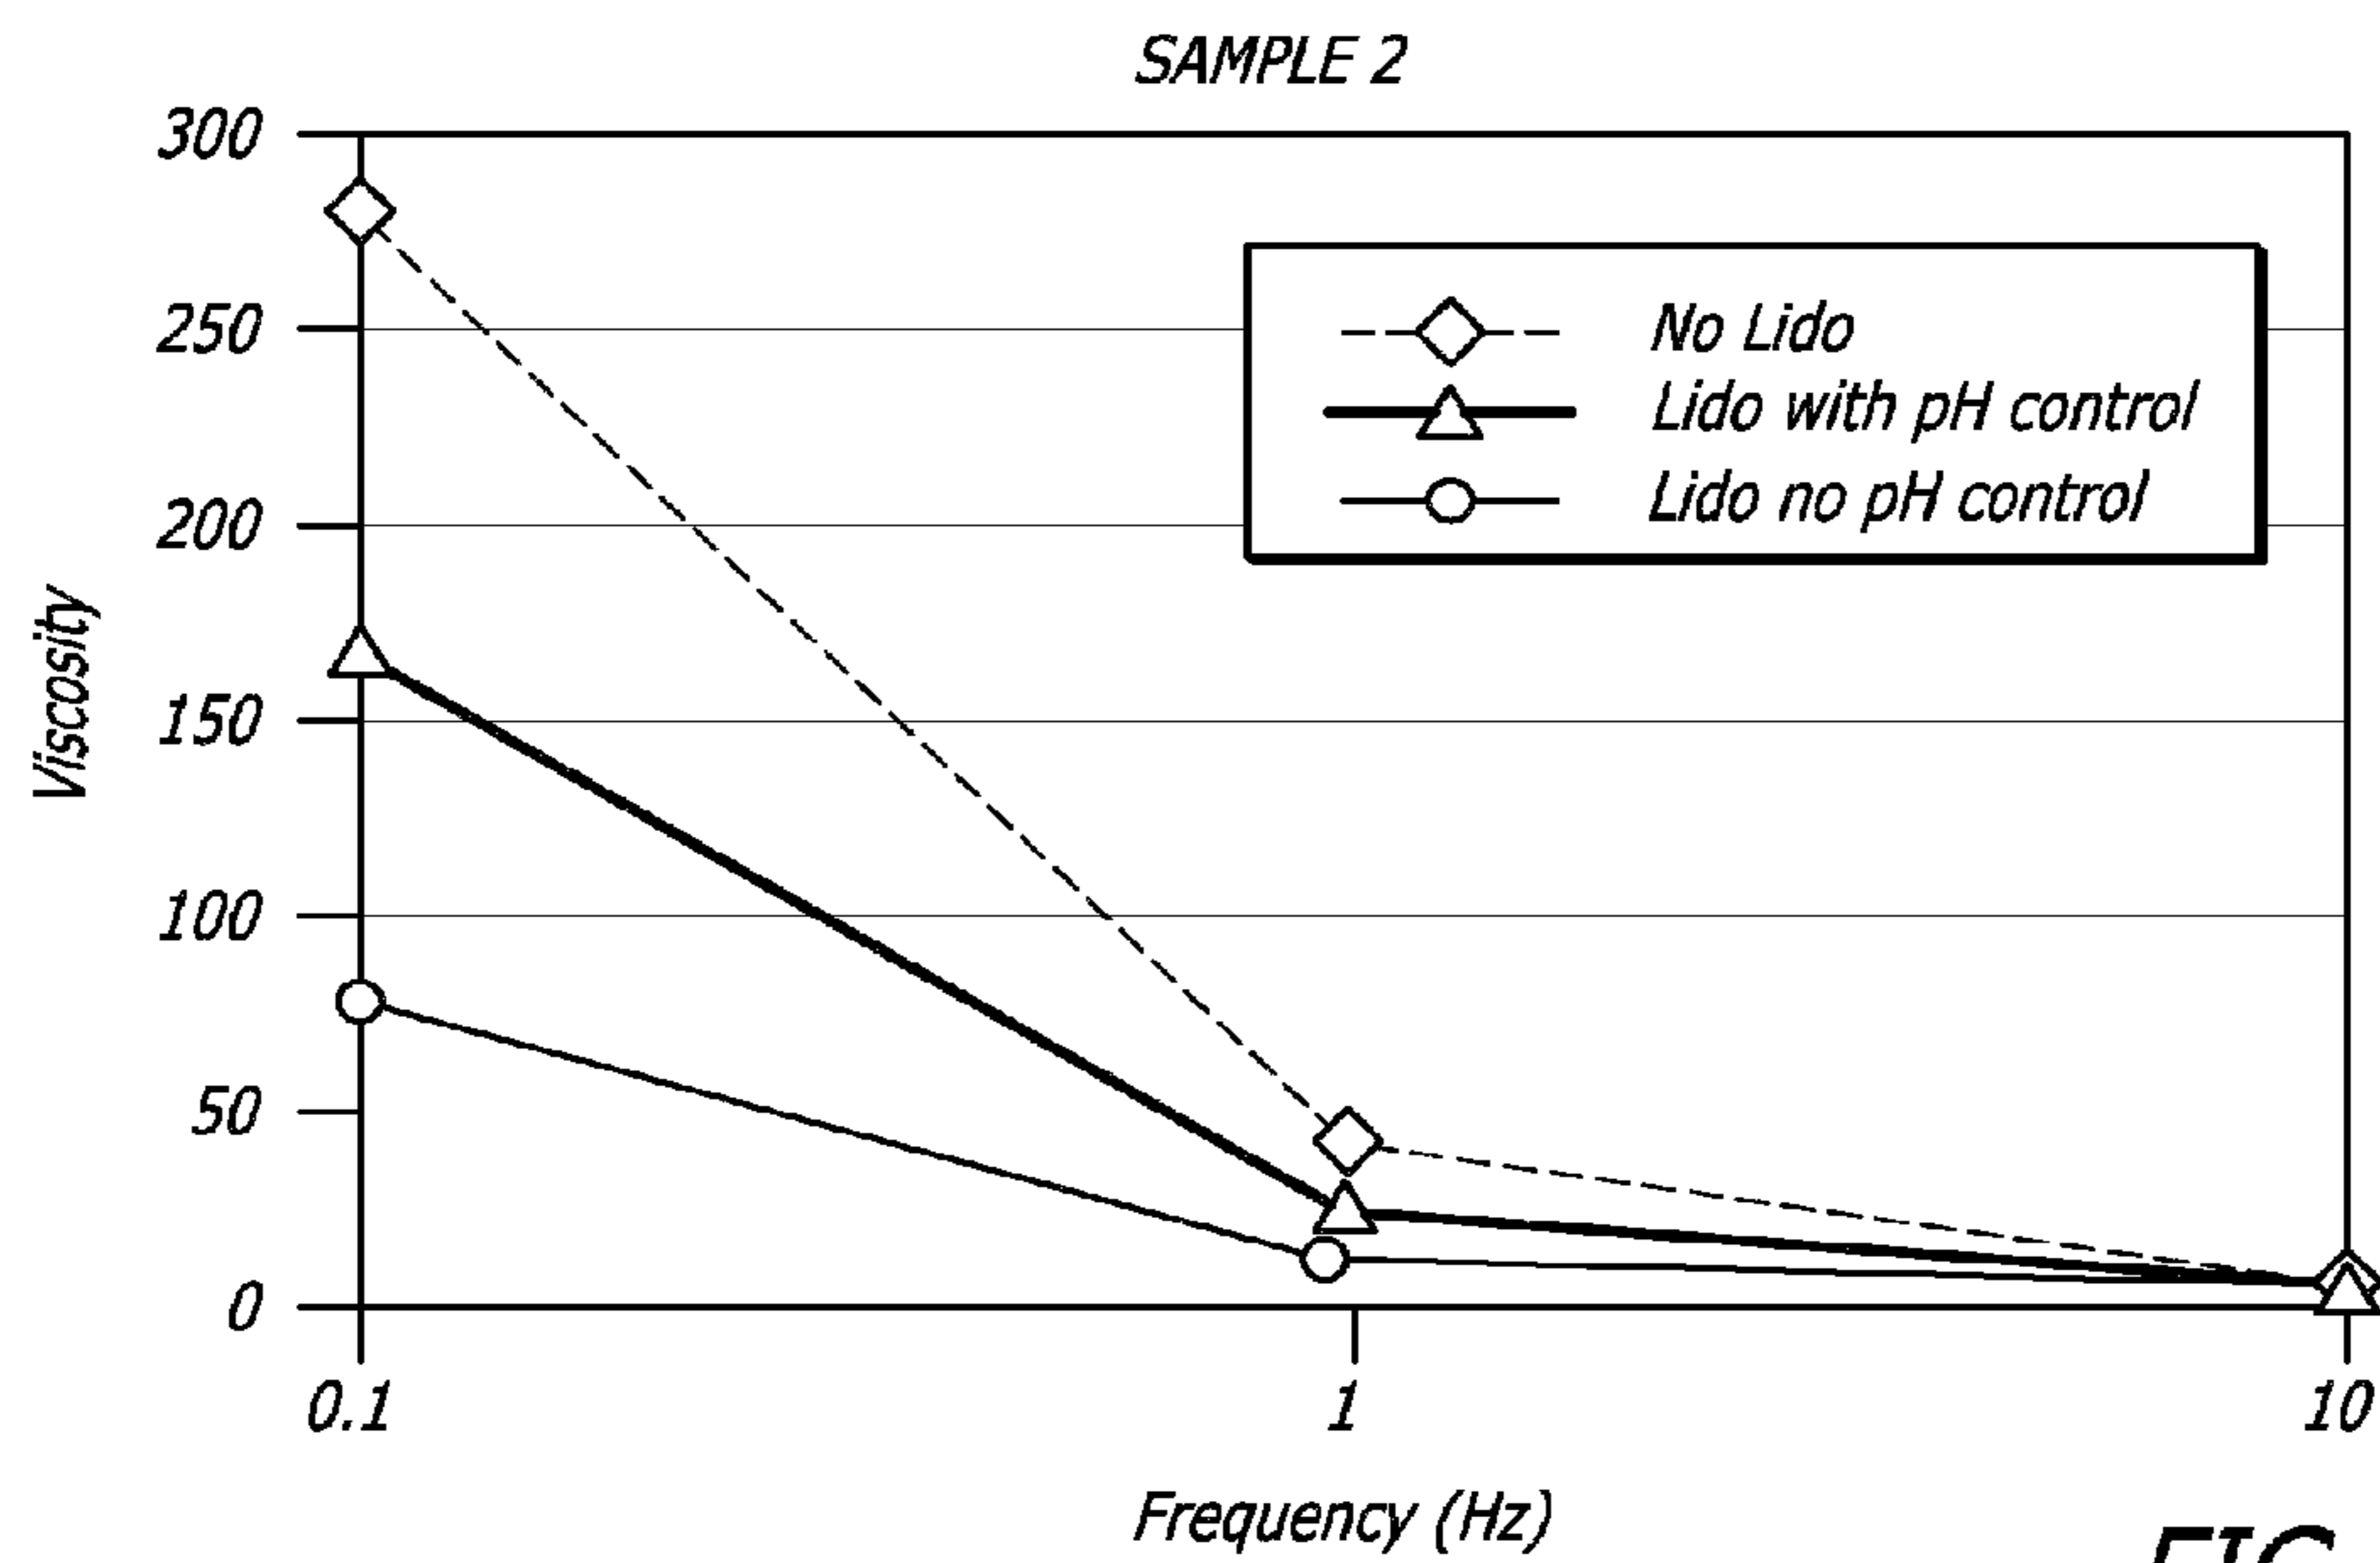 SAMPLE 2
300
250
200
150
100
50
0
Viscosity
No Lido
Lido with pH control
Lido no pH control
0.1 1 10
Frequency (Hz)